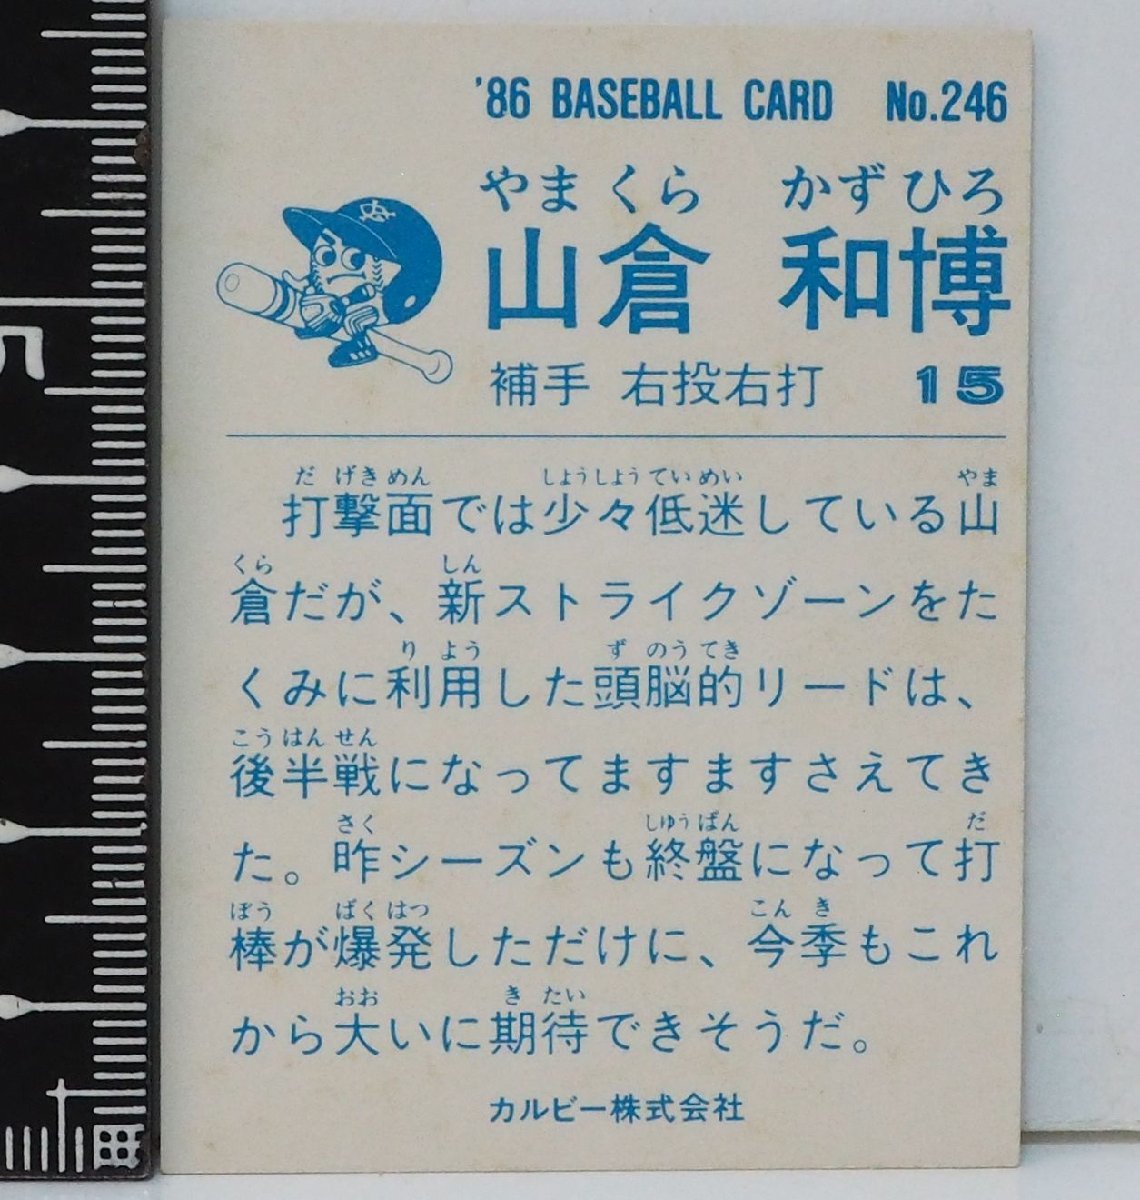 '86 BASEBALL CARD No.246
やまくら かずひろ
山倉 和博
補手 右投右打 15
だ げきめん しょうしょうていめい やま
打撃面では少々低迷している山
くら しん
倉だが、新ストライクゾーンをた
り よう ず のうてき
くみに利用した頭脳的リードは、
こうはんせん
後半戦になってますますさえてき
さく しゅうばん だ
た。昨シーズンも終盤になって打
ぼう ばくはつ こん き
棒が爆発しただけに、今季もこれ
おお き たい
から大いに期待できそうだ。
カルビー株式会社